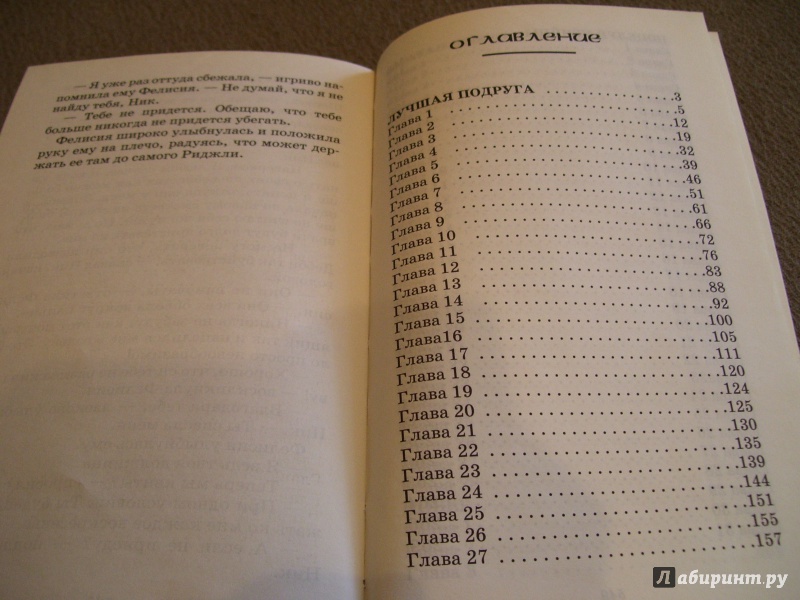 — Я уже раз оттуда сбежала, — игриво на-
помнила ему Фелисия. — Не думай, что я не
найду тебя, Ник.
— Тебе не придется. Обещаю, что тебе
больше никогда не придется убегать.
Фелисия широко улыбнулась и положила
руку ему на плечо, радуясь, что может дер-
жать ее там до самого Риджли.
Оглавление
ЛУЧШАЯ ПОДРУГА . . . . . . . . . . 3
Глава 1 . . . . . . . . . . 5
Глава 2 . . . . . . . . . . 12
Глава 3 . . . . . . . . . . 19
Глава 4 . . . . . . . . . . 32
Глава 5 . . . . . . . . . . 39
Глава 6 . . . . . . . . . . 46
Глава 7 . . . . . . . . . . 51
Глава 8 . . . . . . . . . . 61
Глава 9 . . . . . . . . . . 66
Глава 10 . . . . . . . . . . 72
Глава 11 . . . . . . . . . . 76
Глава 12 . . . . . . . . . . 83
Глава 13 . . . . . . . . . . 88
Глава 14 . . . . . . . . . . 92
Глава 15 . . . . . . . . . . 100
Глава16 . . . . . . . . . . 105
Глава 17 . . . . . . . . . . 111
Глава 18 . . . . . . . . . . 120
Глава 19 . . . . . . . . . . 124
Глава 20 . . . . . . . . . . 125
Глава 21 . . . . . . . . . . 130
Глава 22 . . . . . . . . . . 135
Глава 23 . . . . . . . . . . 139
Глава 24 . . . . . . . . . . 144
Глава 25 . . . . . . . . . . 151
Глава 26 . . . . . . . . . . 155
Глава 27 . . . . . . . . . . 157
Лабиринт.ру